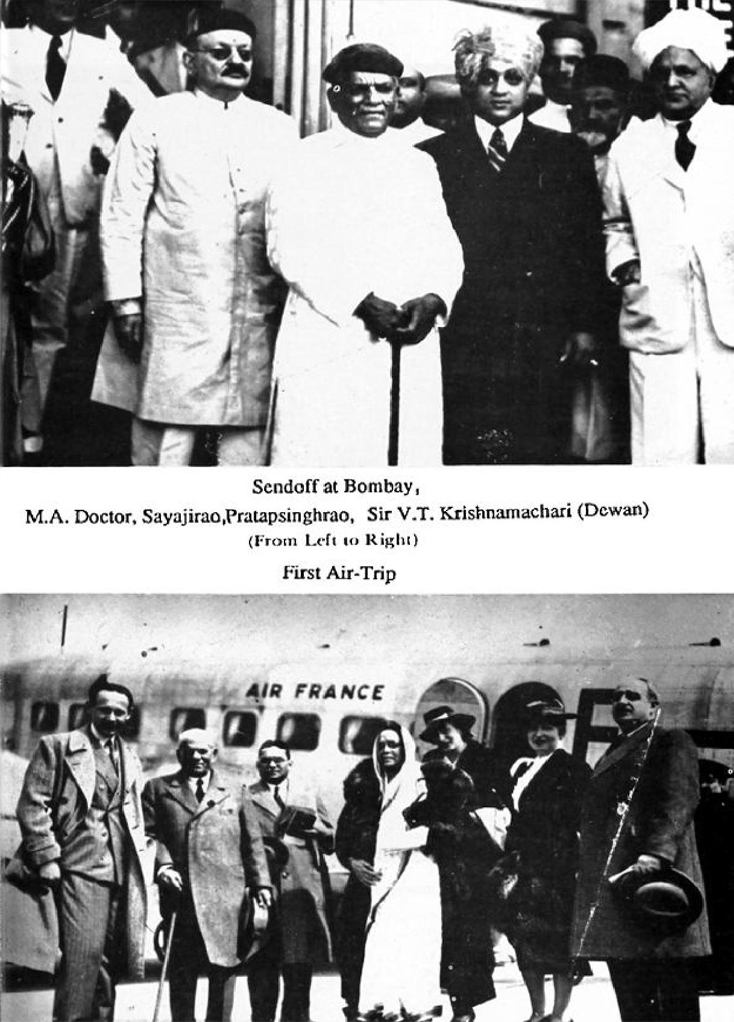 Sendoff at Bombay,
M.A. Doctor, Sayajirao,Pratapsinghrao, Sir V.T. Krishnamachari (Dewan)
(From Left to Right)
First Air-Trip
AIR FRANCE